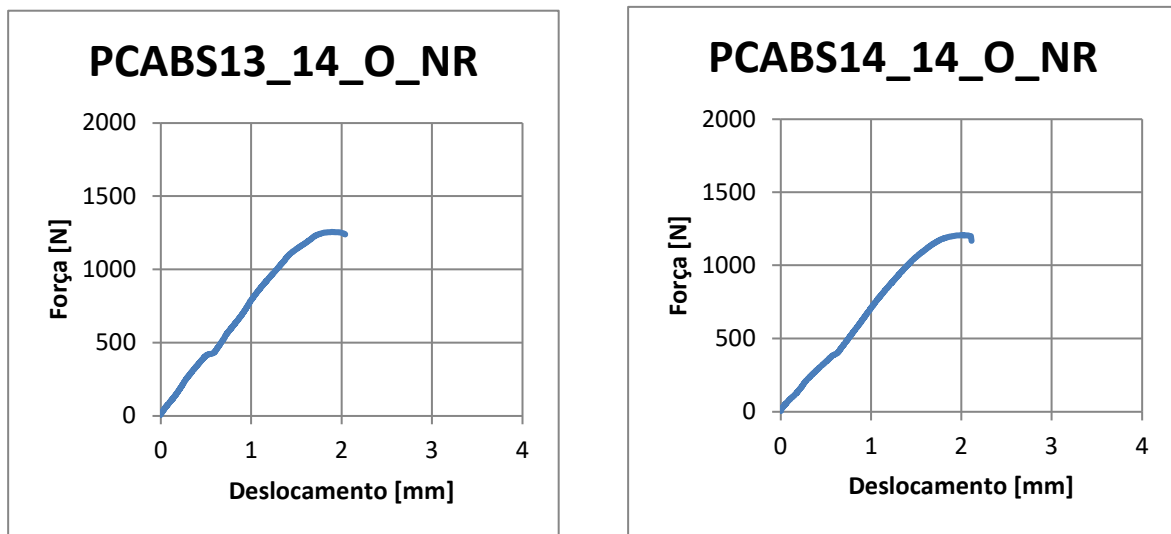 PCABS13_14_O_NR
2000
1500
1000
500
0
0 1 2 3 4
Força [N]
Deslocamento [mm]
PCABS14_14_O_NR
2000
1500
1000
500
0
0 1 2 3 4
Força [N]
Deslocamento [mm]